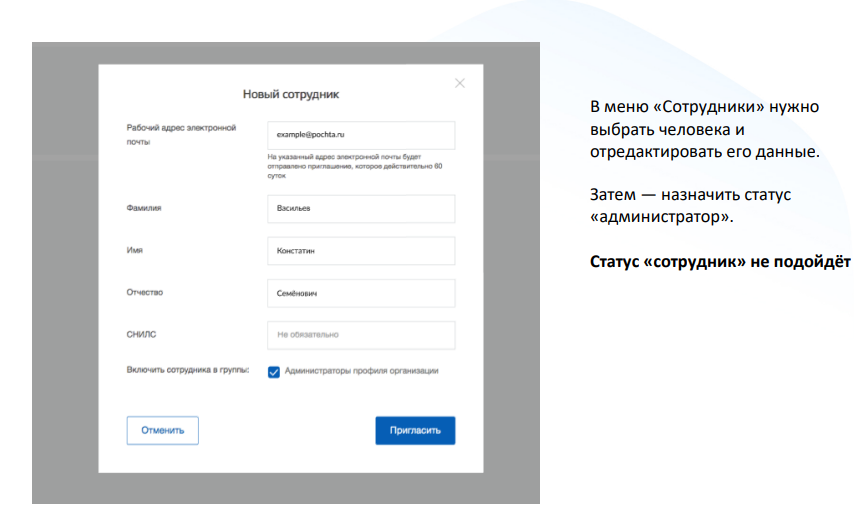 Новый сотрудник
Рабочий адрес электронной
почты
example@pochta.ru
На указанный адрес электронной почты будет
отправлено приглашение, которое действительно 60
суток
Фамилия
Васильев
Имя
Констатин
Отчество
Семёнович
СНИЛС
Не обязательно
Включить сотрудника в группы:
Администраторы профиля организации
Отменить
Пригласить
В меню «Сотрудники» нужно
выбрать человека и
отредактировать его данные.
Затем — назначить статус
«администратор».
Статус «сотрудник» не подойдёт